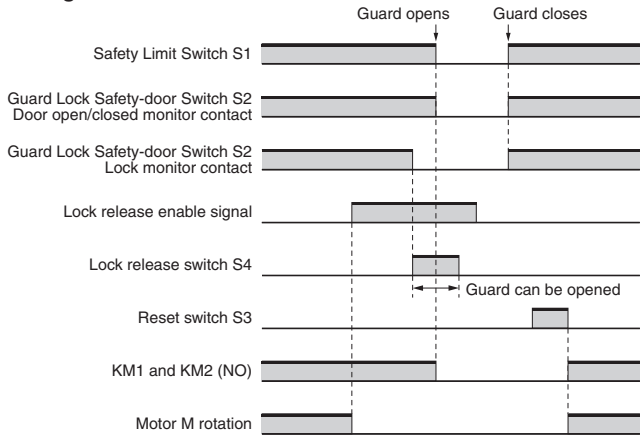 Guard opens
Guard closes
Safety Limit Switch S1
Guard Lock Safety-door Switch S2
Door open/closed monitor contact
Guard Lock Safety-door Switch S2
Lock monitor contact
Lock release enable signal
Lock release switch S4
Guard can be opened
Reset switch S3
KM1 and KM2 (NO)
Motor M rotation